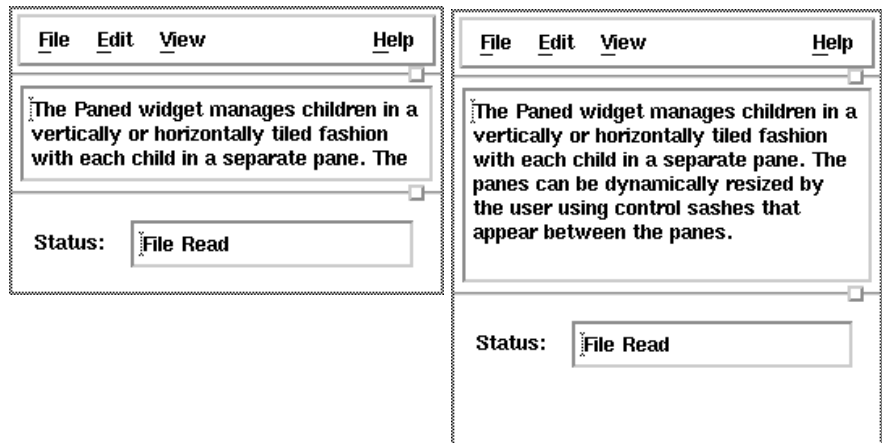 File Edit View Help
The Paned widget manages children in a
vertically or horizontally tiled fashion
with each child in a separate pane. The
Status: File Read
File Edit View Help
The Paned widget manages children in a
vertically or horizontally tiled fashion
with each child in a separate pane. The
panes can be dynamically resized by
the user using control sashes that
appear between the panes.
Status: File Read